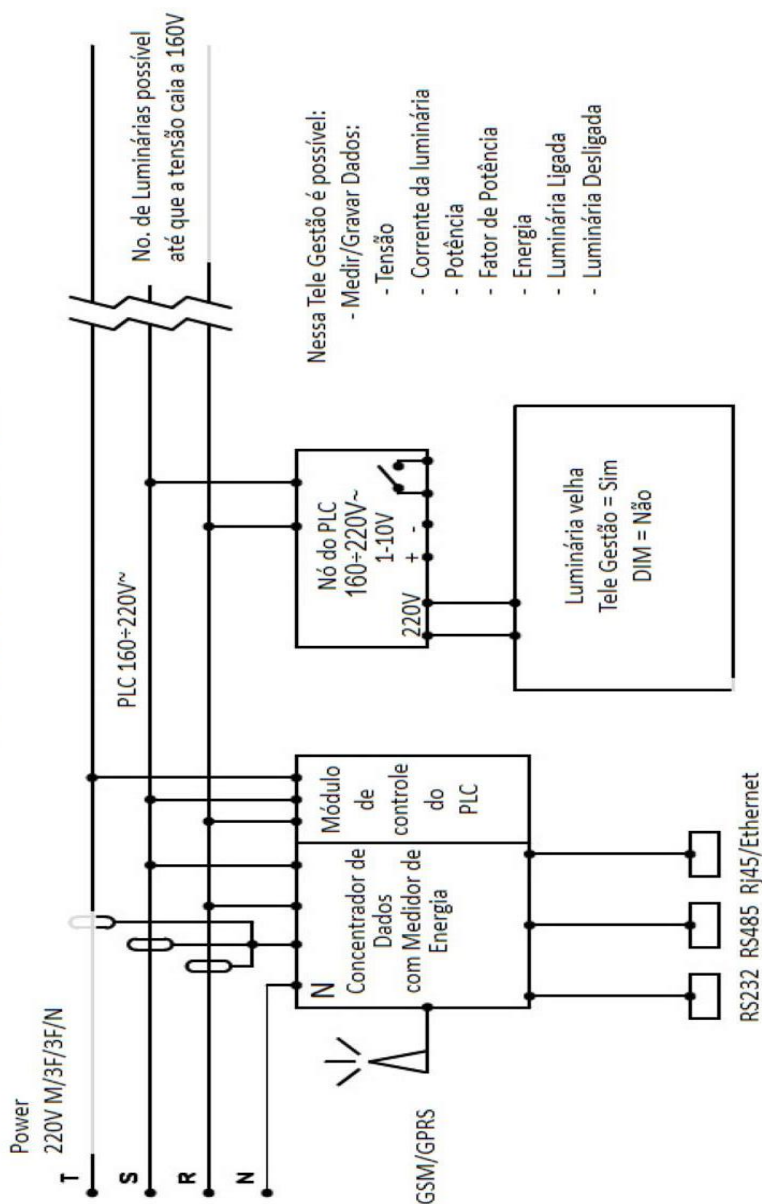 Power
220V M/3F/3F/N
T
S
R
N
PLC 160÷220V~
No. de Luminárias possível
até que a tensão caia a 160V
GSM/GPRS
N
Concentrador de
Dados
com Medidor de
Energia
Módulo
de
controle
do
PLC
RS232
RS485
Rj45/Ethernet
Nó do PLC
160÷220V~
1-10V
220V
+
-
Luminária velha
Tele Gestão = Sim
DIM = Não
Nessa Tele Gestão é possível:
- Medir/Gravar Dados:
- Tensão
- Corrente da luminária
- Potência
- Fator de Potência
- Energia
- Luminária Ligada
- Luminária Desligada